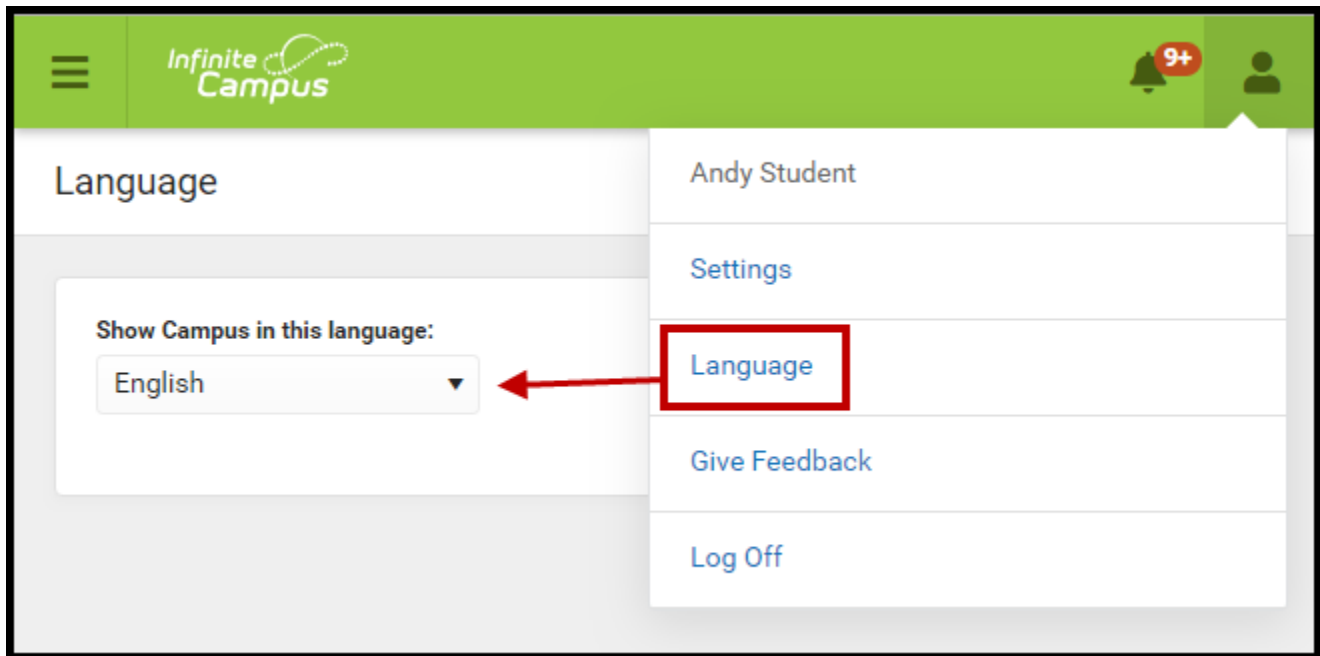 Infinite
Campus
9+
Language
Andy Student
Settings
Show Campus in this language:
English
Language
Give Feedback
Log Off